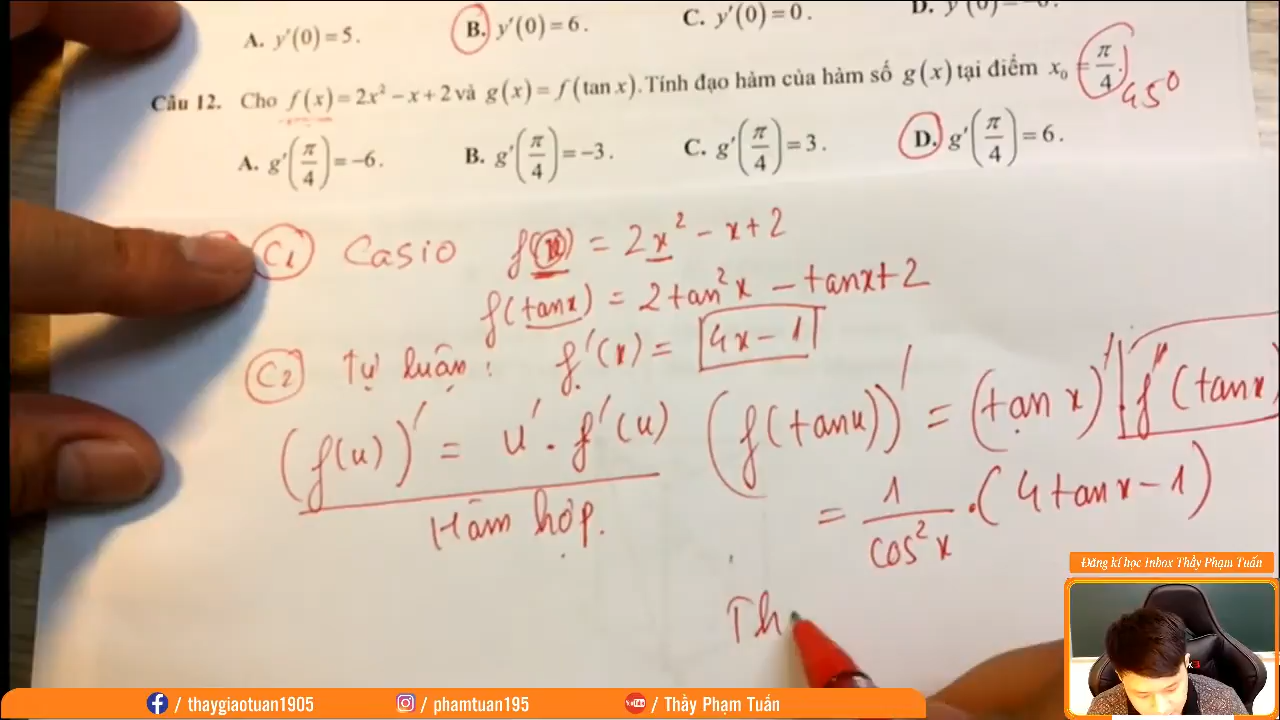 A. y'(0)=5. B. y'(0)=6. C. y'(0)=0. D.
Câu 12. Cho f(x)=2x²−x+2 và g(x)=f(tan x). Tính đạo hàm của hàm số g(x) tại điểm x₀ = π/4.
45⁰
A. g'(π/4)=−6. B. g'(π/4)=−3. C. g'(π/4)=3. D. g'(π/4)=6.
C1 Casio f(x) = 2x² − x + 2
f(tanx) = 2tan²x − tanx + 2
C2 Tự luận : f'(x) = 4x − 1
(f(u))' = u' . f'(u) (f(tanx))' = (tan x)' f'(tanx)
Hàm hợp. = 1/cos²x .(4tanx − 1)
Th
Đăng kí học Inbox Thầy Phạm Tuấn
/ thaygiaotuan1905 / phamtuan195 / Thầy Phạm Tuấn